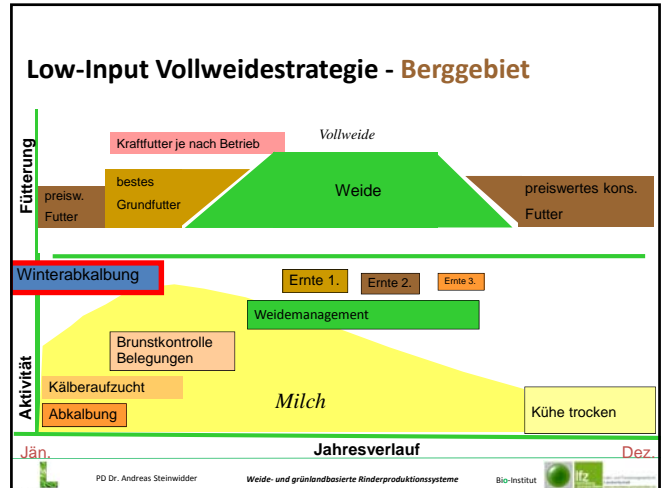 Low-Input Vollweidestrategie - Berggebiet
Fütterung
Kraftfutter je nach Betrieb
Vollweide
preisw.
Futter
bestes
Grundfutter
Weide
preiswertes kons.
Futter
Winterabkalbung
Ernte 1.
Ernte 2.
Ernte 3.
Weidemanagement
Brunstkontrolle
Belegungen
Aktivität
Kälberaufzucht
Abkalbung
Milch
Kühe trocken
Jän.
Jahresverlauf
Dez.
PD Dr. Andreas Steinwidder
Weide- und grünlandbasierte Rinderproduktionssysteme
Bio-Institut
lfz